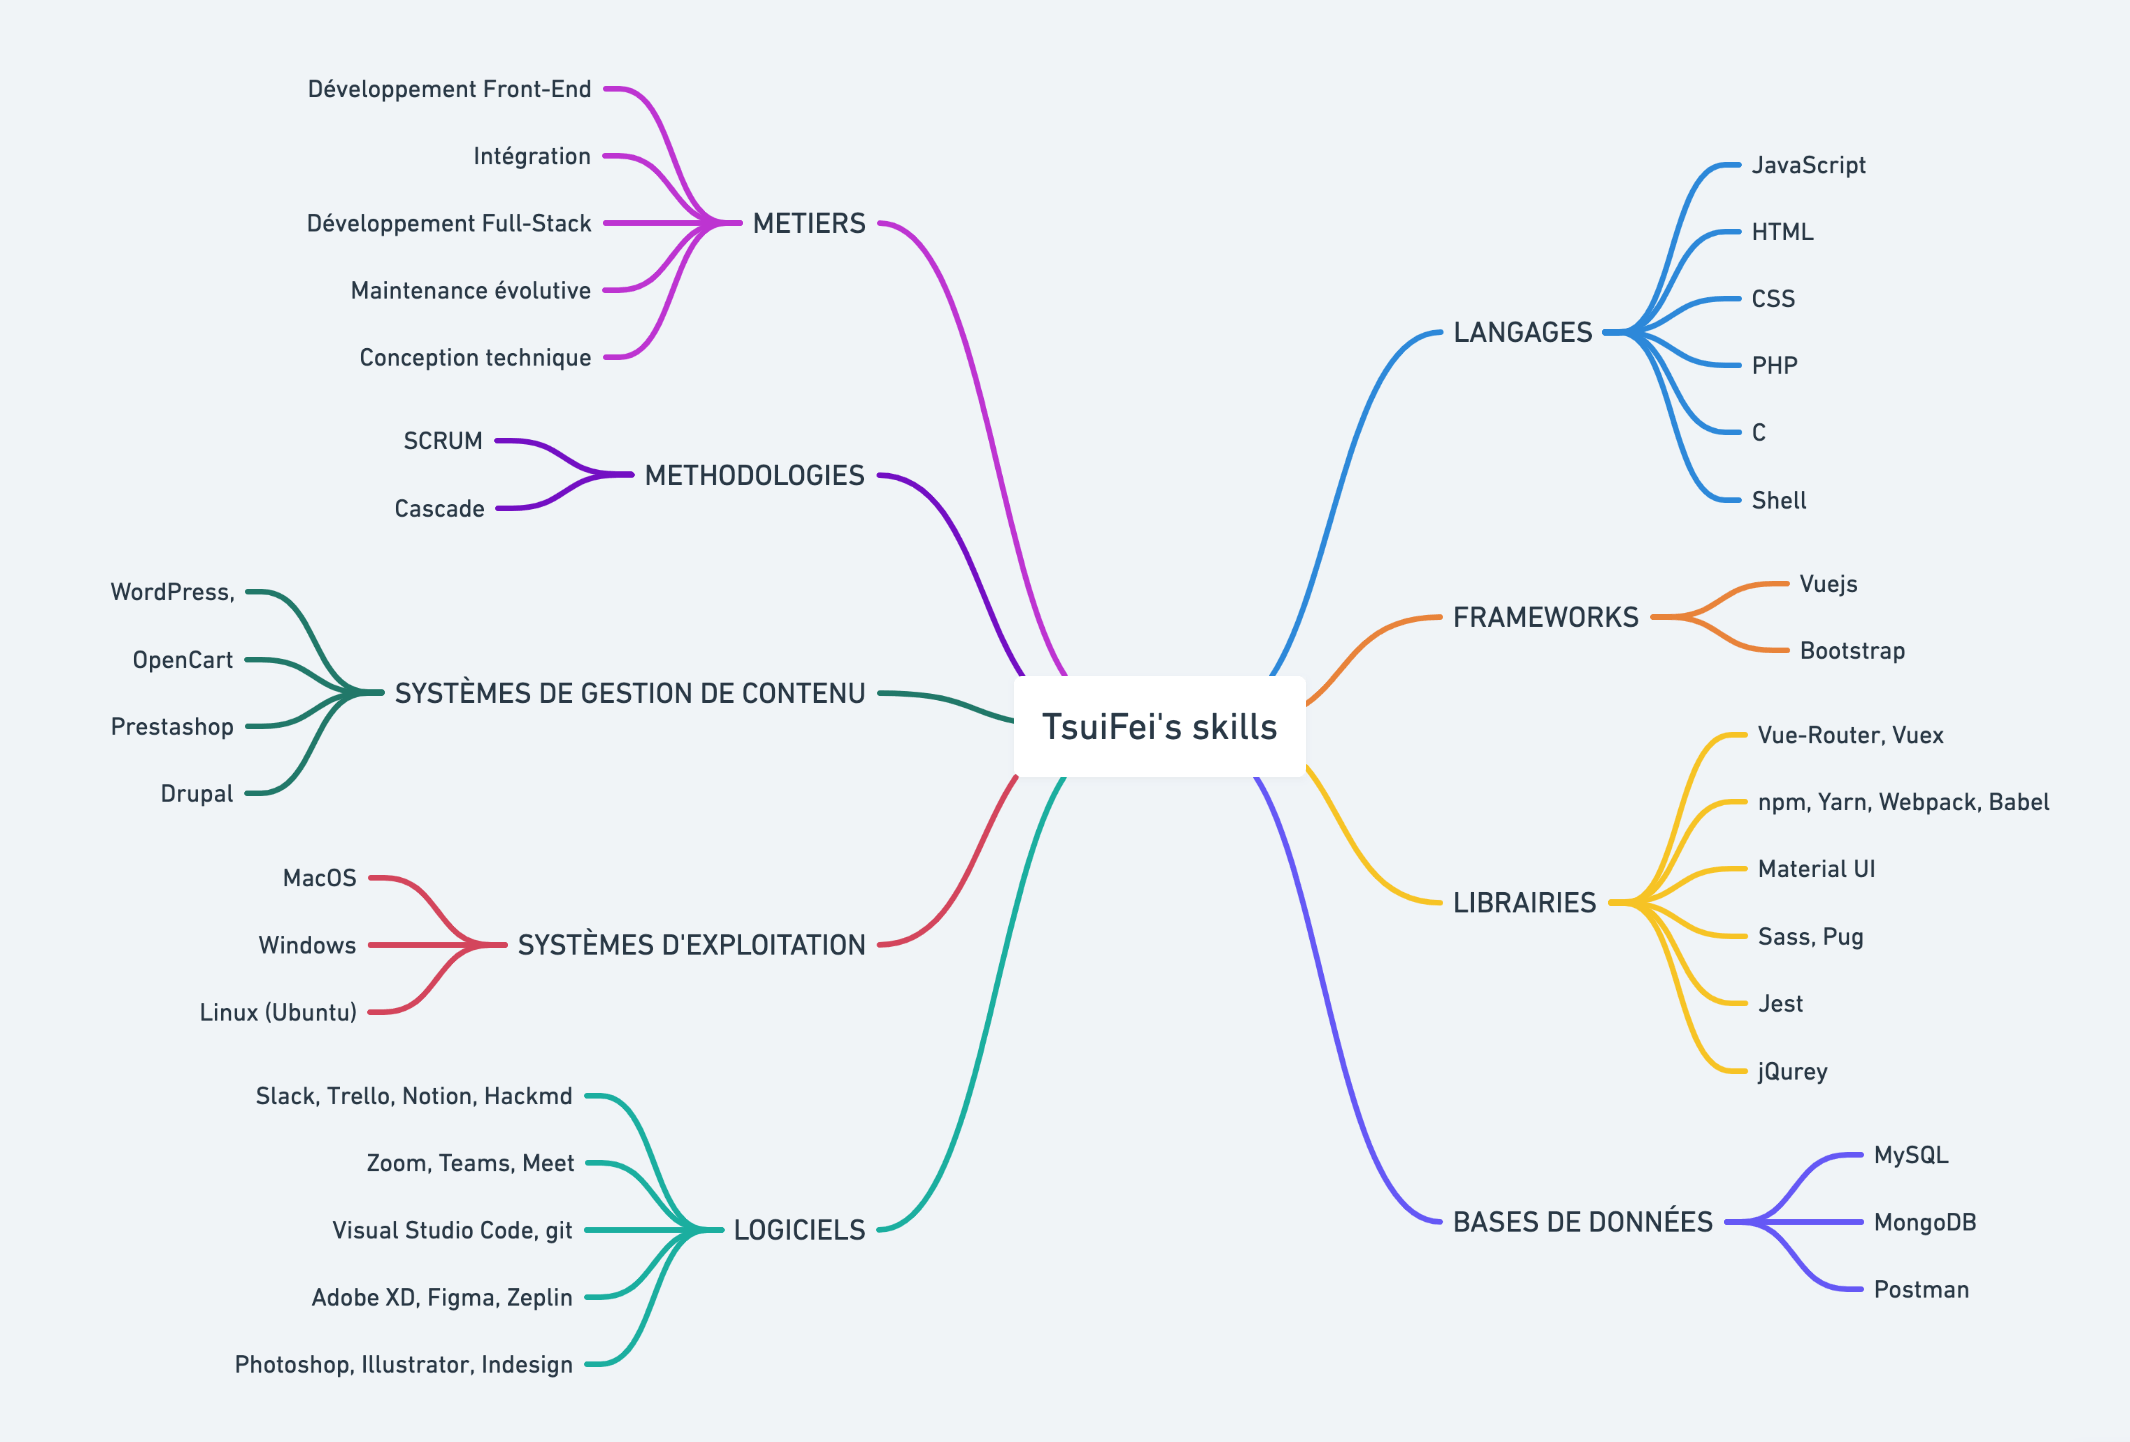 TsuiFei's skills
METIERS
Développement Front-End
Intégration
Développement Full-Stack
Maintenance évolutive
Conception technique
METHODOLOGIES
SCRUM
Cascade
SYSTÈMES DE GESTION DE CONTENU
WordPress,
OpenCart
Prestashop
Drupal
SYSTÈMES D'EXPLOITATION
MacOS
Windows
Linux (Ubuntu)
LOGICIELS
Slack, Trello, Notion, Hackmd
Zoom, Teams, Meet
Visual Studio Code, git
Adobe XD, Figma, Zeplin
Photoshop, Illustrator, Indesign
LANGAGES
JavaScript
HTML
CSS
PHP
C
Shell
FRAMEWORKS
Vuejs
Bootstrap
LIBRAIRIES
Vue-Router, Vuex
npm, Yarn, Webpack, Babel
Material UI
Sass, Pug
Jest
jQurey
BASES DE DONNÉES
MySQL
MongoDB
Postman